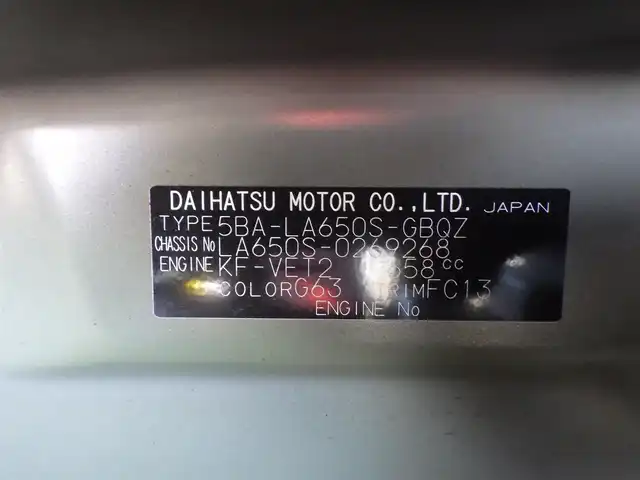 DAIHATSU MOTOR CO.,LTD. JAPAN
TYPE 5BA-LA650S-GBQZ
CHASSIS No LA650S-0269268
ENGINE KF-VET2 658 CC
COLOR G63 TRIM FC13
ENGINE No